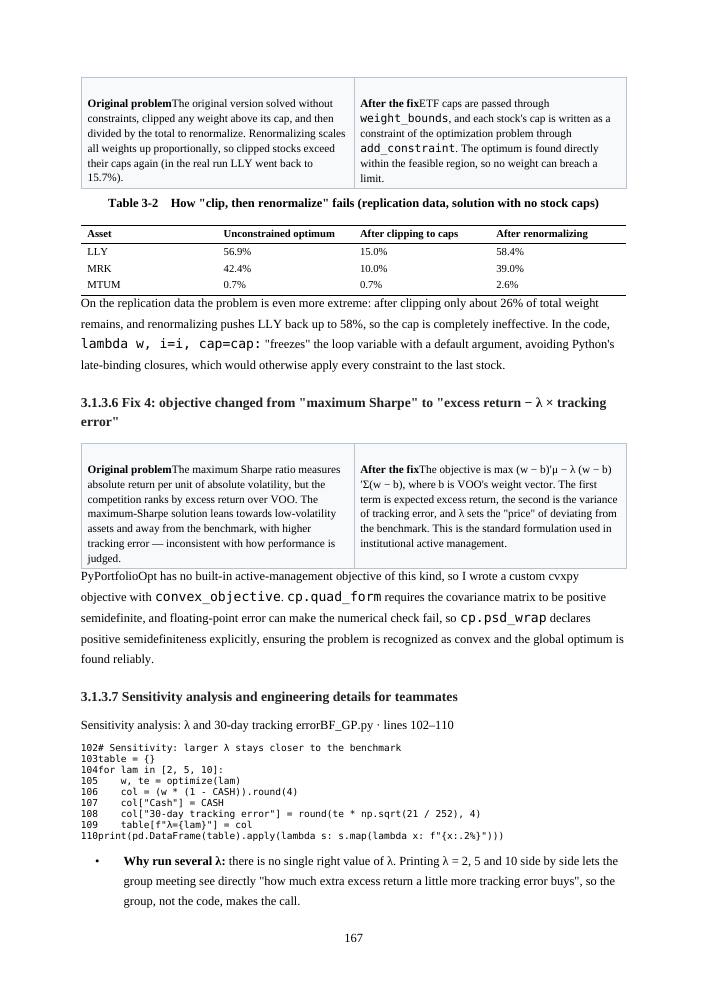 Original problemThe original version solved without
constraints, clipped any weight above its cap, and then
divided by the total to renormalize. Renormalizing scales
all weights up proportionally, so clipped stocks exceed
their caps again (in the real run LLY went back to
15.7%).
After the fixETF caps are passed through
weight_bounds, and each stock's cap is written as a
constraint of the optimization problem through
add_constraint. The optimum is found directly
within the feasible region, so no weight can breach a
limit.
Table 3-2 How "clip, then renormalize" fails (replication data, solution with no stock caps)
Asset Unconstrained optimum After clipping to caps After renormalizing
LLY 56.9% 15.0% 58.4%
MRK 42.4% 10.0% 39.0%
MTUM 0.7% 0.7% 2.6%
On the replication data the problem is even more extreme: after clipping only about 26% of total weight
remains, and renormalizing pushes LLY back up to 58%, so the cap is completely ineffective. In the code,
lambda w, i=i, cap=cap: "freezes" the loop variable with a default argument, avoiding Python's
late-binding closures, which would otherwise apply every constraint to the last stock.
3.1.3.6 Fix 4: objective changed from "maximum Sharpe" to "excess return − λ × tracking
error"
Original problemThe maximum Sharpe ratio measures
absolute return per unit of absolute volatility, but the
competition ranks by excess return over VOO. The
maximum-Sharpe solution leans towards low-volatility
assets and away from the benchmark, with higher
tracking error — inconsistent with how performance is
judged.
After the fixThe objective is max (w − b)′μ − λ (w − b)
′Σ(w − b), where b is VOO's weight vector. The first
term is expected excess return, the second is the variance
of tracking error, and λ sets the "price" of deviating from
the benchmark. This is the standard formulation used in
institutional active management.
PyPortfolioOpt has no built-in active-management objective of this kind, so I wrote a custom cvxpy
objective with convex_objective. cp.quad_form requires the covariance matrix to be positive
semidefinite, and floating-point error can make the numerical check fail, so cp.psd_wrap declares
positive semidefiniteness explicitly, ensuring the problem is recognized as convex and the global optimum is
found reliably.
3.1.3.7 Sensitivity analysis and engineering details for teammates
Sensitivity analysis: λ and 30-day tracking errorBF_GP.py · lines 102–110
102# Sensitivity: larger λ stays closer to the benchmark
103table = {}
104for lam in [2, 5, 10]:
105    w, te = optimize(lam)
106    col = (w * (1 - CASH)).round(4)
107    col["Cash"] = CASH
108    col["30-day tracking error"] = round(te * np.sqrt(21 / 252), 4)
109    table[f"λ={lam}"] = col
110print(pd.DataFrame(table).apply(lambda s: s.map(lambda x: f"{x:.2%}")))
• Why run several λ: there is no single right value of λ. Printing λ = 2, 5 and 10 side by side lets the
group meeting see directly "how much extra excess return a little more tracking error buys", so the
group, not the code, makes the call.
167